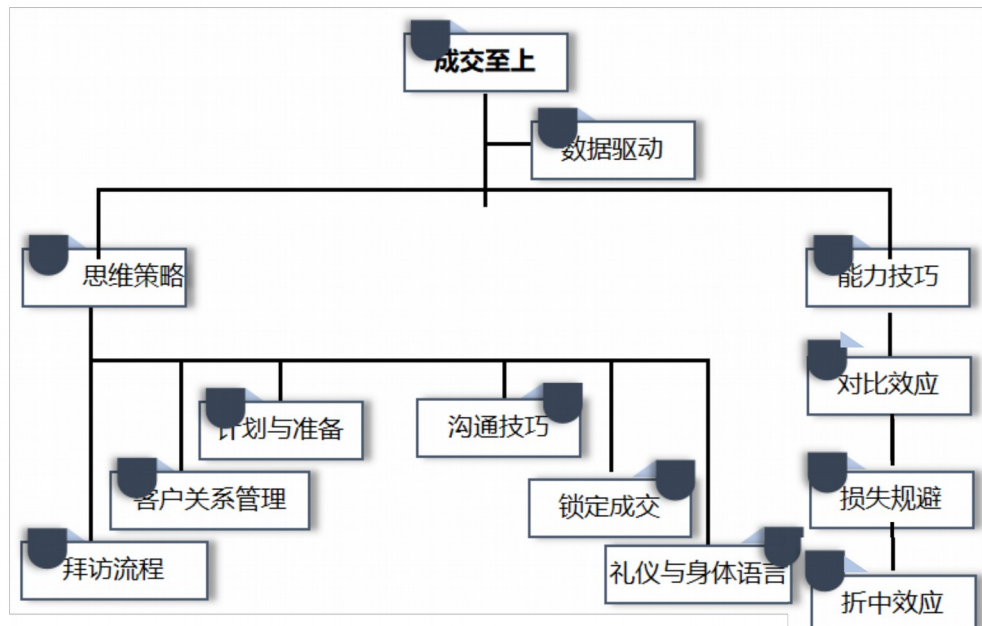 成交至上
数据驱动
思维策略
能力技巧
对比效应
计划与准备
沟通技巧
客户关系管理
锁定成交
损失规避
拜访流程
礼仪与身体语言
折中效应